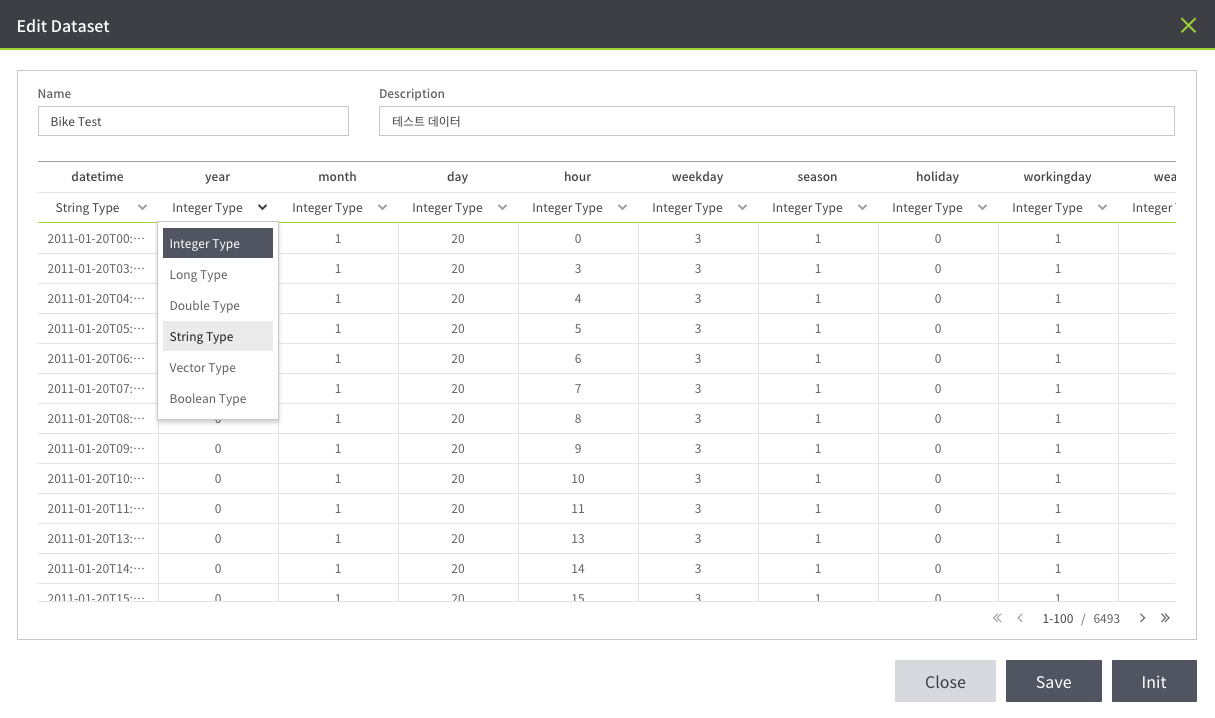 Edit Dataset
Name Description
Bike Test 테스트 데이터
datetime year month day hour weekday season holiday workingday wea
String Type Integer Type Integer Type Integer Type Integer Type Integer Type Integer Type Integer Type Integer Type Integer
2011-01-20T00:··· 1 20 0 3 1 0 1
2011-01-20T03:··· 1 20 3 3 1 0 1
2011-01-20T04:··· 1 20 4 3 1 0 1
2011-01-20T05:··· 1 20 5 3 1 0 1
2011-01-20T06:··· 1 20 6 3 1 0 1
2011-01-20T07:··· 1 20 7 3 1 0 1
2011-01-20T08:··· 0 1 20 8 3 1 0 1
2011-01-20T09:··· 0 1 20 9 3 1 0 1
2011-01-20T10:··· 0 1 20 10 3 1 0 1
2011-01-20T11:··· 0 1 20 11 3 1 0 1
2011-01-20T13:··· 0 1 20 13 3 1 0 1
2011-01-20T14:··· 0 1 20 14 3 1 0 1
2011-01-20T15:··· 0 1 20 15 3 1 0 1
Integer Type
Long Type
Double Type
String Type
Vector Type
Boolean Type
1-100 / 6493
Close Save Init